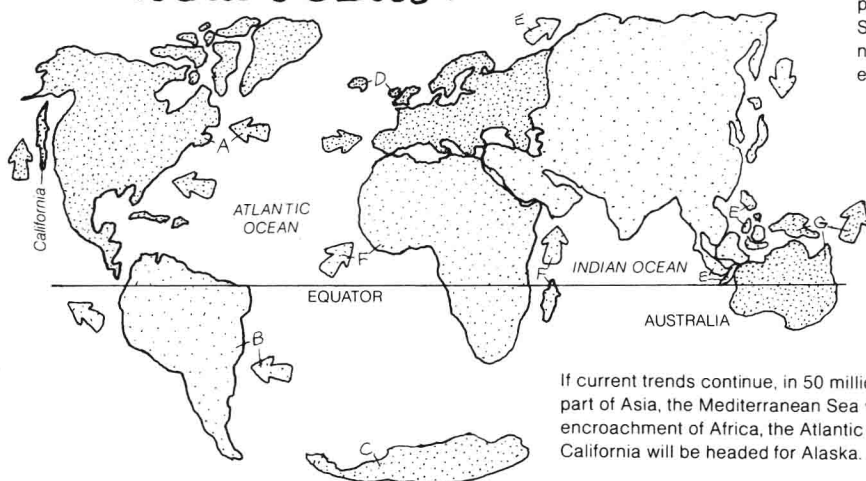 p
S
n
e
E
D
A
California
ATLANTIC
OCEAN
E
G
F
F
INDIAN OCEAN
E
EQUATOR
AUSTRALIA
B
If current trends continue, in 50 millio
part of Asia, the Mediterranean Sea
encroachment of Africa, the Atlantic
California will be headed for Alaska.
C